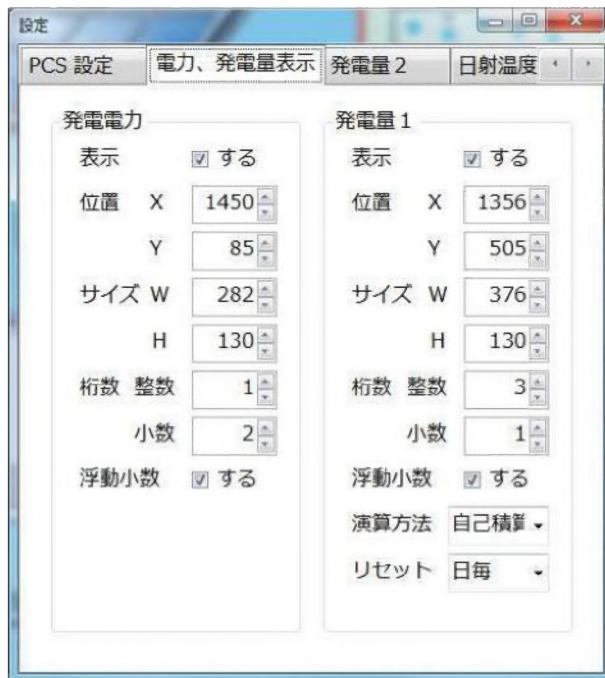 設定
PCS 設定 電力、発電量表示 発電量2 日射温度
発電電力
表示 する
位置 X 1450
Y 85
サイズ W 282
H 130
桁数 整数 1
小数 2
浮動小数 する
発電量1
表示 する
位置 X 1356
Y 505
サイズ W 376
H 130
桁数 整数 3
小数 1
浮動小数 する
演算方法 自己積算
リセット 日毎